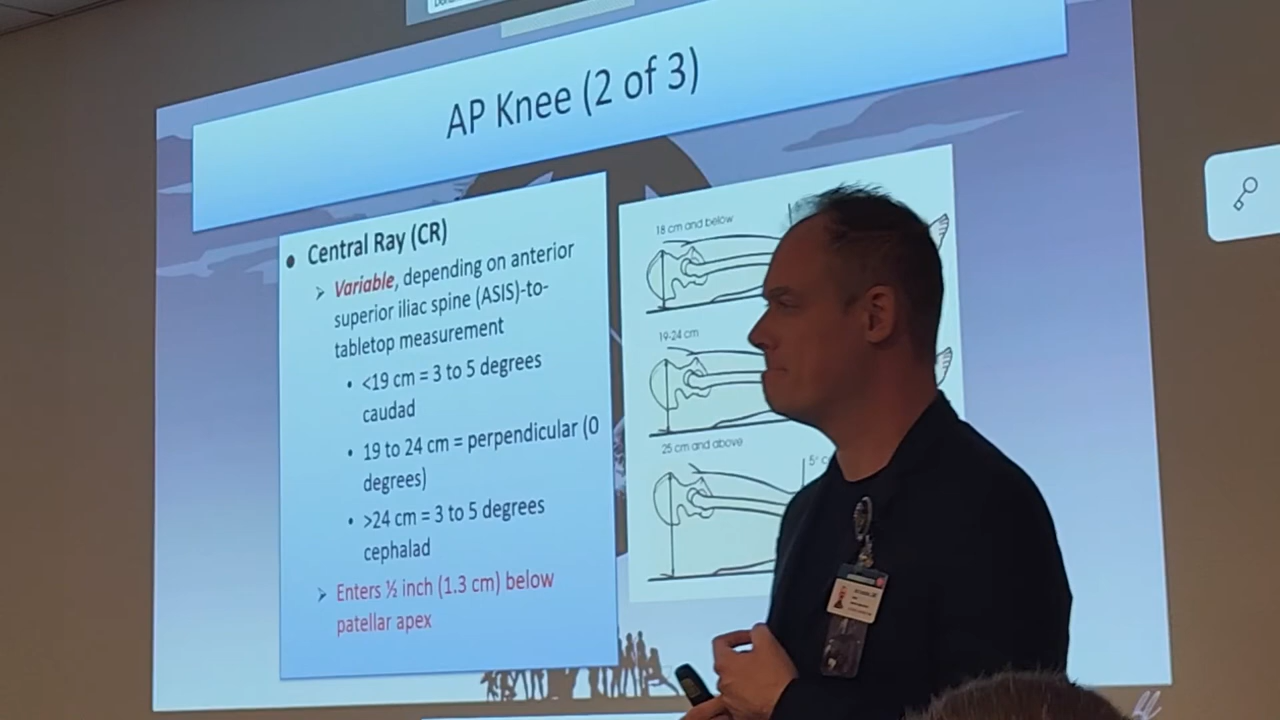 AP Knee (2 of 3)
• Central Ray (CR)
➢ Variable, depending on anterior
superior iliac spine (ASIS)-to-
tabletop measurement
• <19 cm = 3 to 5 degrees
caudad
• 19 to 24 cm = perpendicular (0
degrees)
• >24 cm = 3 to 5 degrees
cephalad
➢ Enters ½ inch (1.3 cm) below
patellar apex
18 cm and below
19-24 cm
25 cm and above
5°